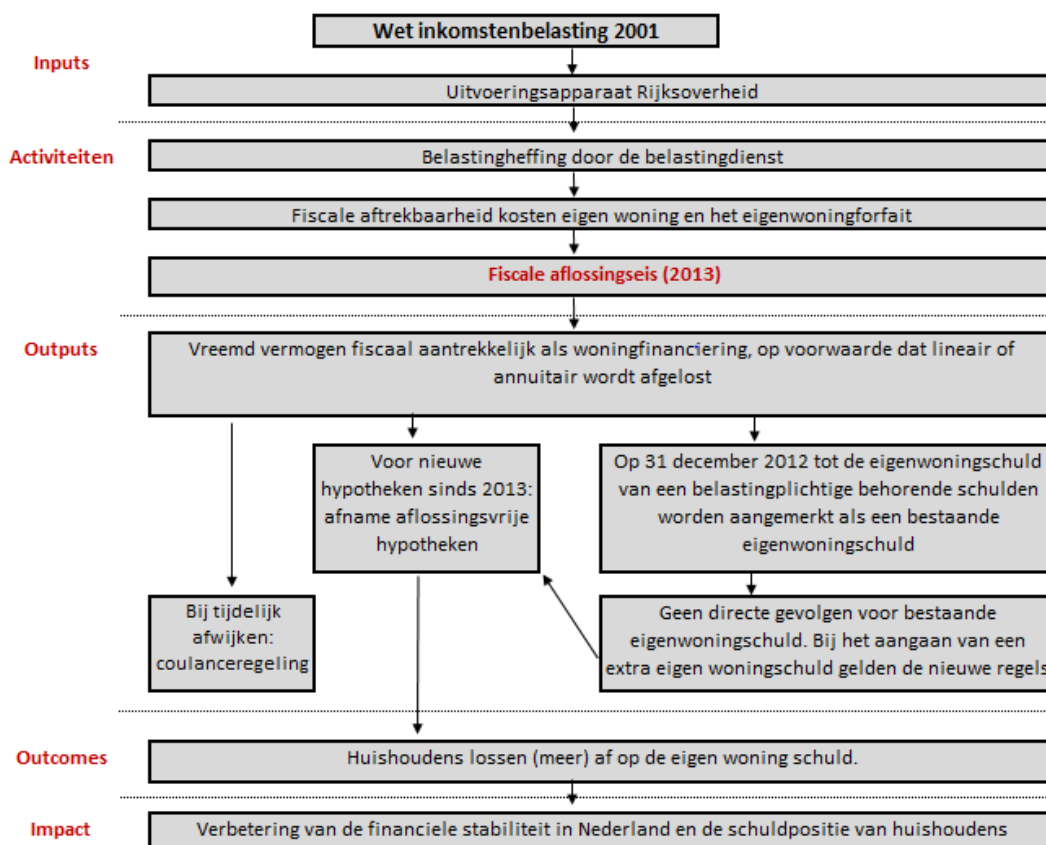 Wet inkomstenbelasting 2001
Inputs
Uitvoeringsapparaat Rijksoverheid
Activiteiten
Belastingheffing door de belastingdienst
Fiscale aftrekbaarheid kosten eigen woning en het eigenwoningforfait
Fiscale aflossingseis (2013)
Outputs
Vreemd vermogen fiscaal aantrekkelijk als woningfinanciering, op voorwaarde dat lineair of
annuitair wordt afgelost
Voor nieuwe
hypotheken sinds 2013:
afname aflossingsvrije
hypotheken
Op 31 december 2012 tot de eigenwoningschuld
van een belastingplichtige behorende schulden
worden aangemerkt als een bestaande
eigenwoningschuld
Bij tijdelijk
afwijken:
coulanceregeling
Geen directe gevolgen voor bestaande
eigenwoningschuld. Bij het aangaan van een
extra eigen woningschuld gelden de nieuwe regels
Outcomes
Huishoudens lossen (meer) af op de eigen woning schuld.
Impact
Verbetering van de financiele stabiliteit in Nederland en de schuldpositie van huishoudens